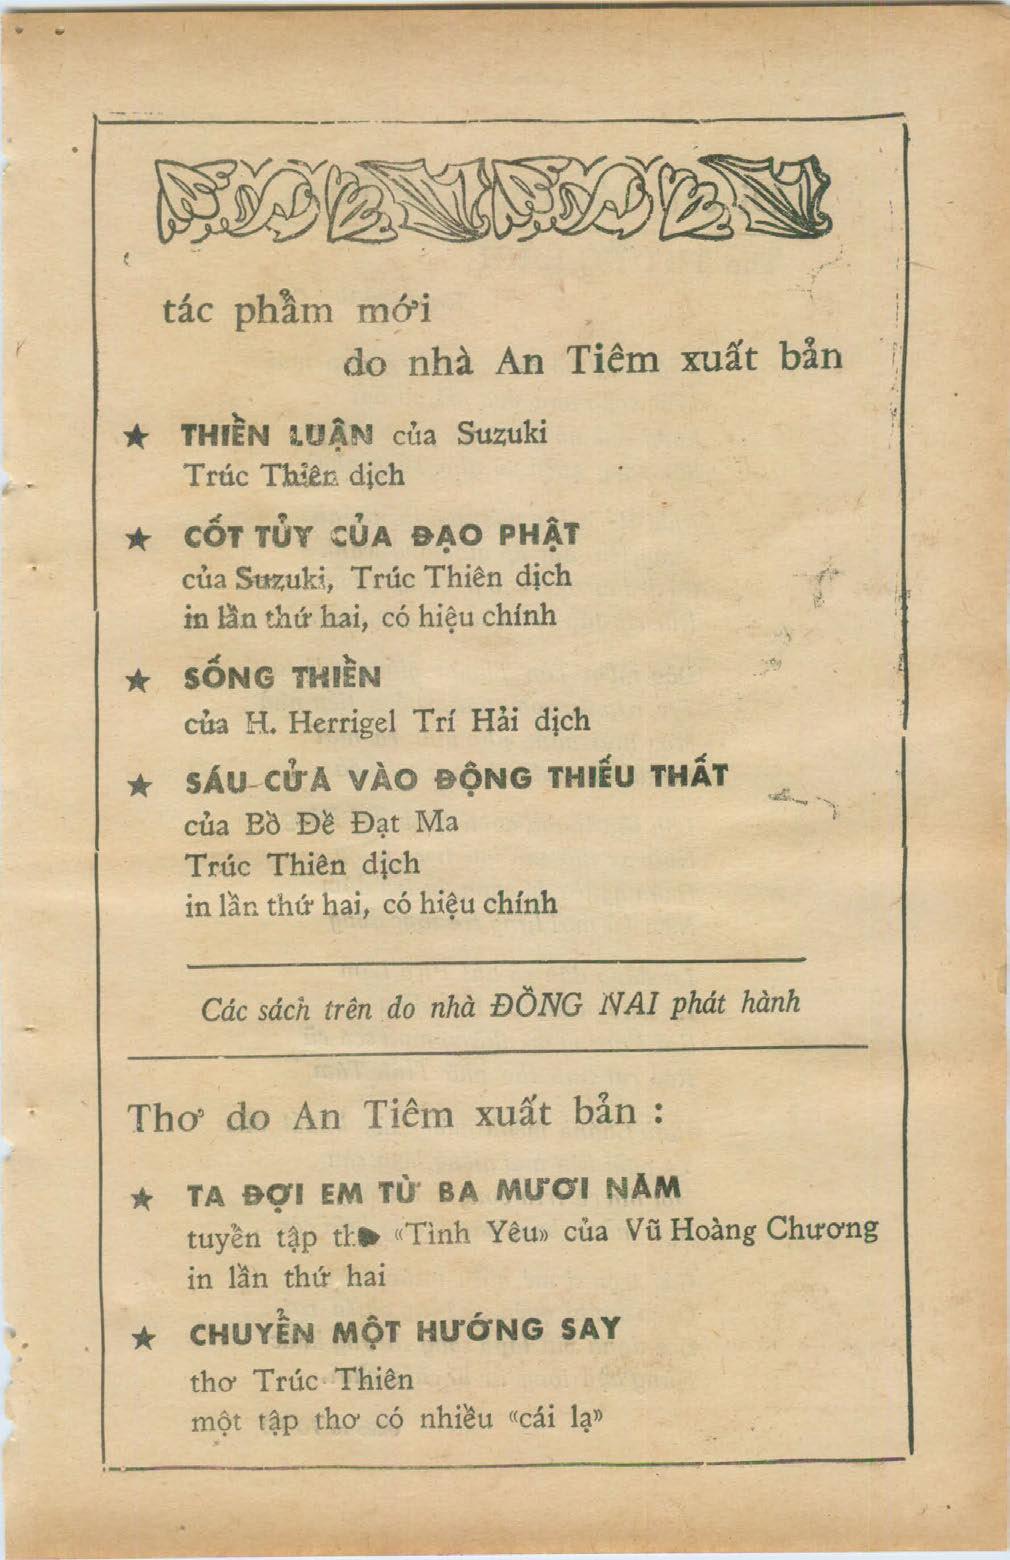 tác phẩm mới
do nhà An Tiêm xuất bản
★ THIỀN LUẬN của Suzuki
Trúc Thiên dịch
★ CỐT TỦY CỦA ĐẠO PHẬT
của Suzuki, Trúc Thiên dịch
in lần thứ hai, có hiệu chính
★ SỐNG THIỀN
của H. Herrigel Trí Hải dịch
★ SÁU CỬA VÀO ĐỘNG THIẾU THẤT
của Bồ Đề Đạt Ma
Trúc Thiên dịch
in lần thứ hai, có hiệu chính
Các sách trên do nhà ĐỒNG NAI phát hành
Thơ do An Tiêm xuất bản :
★ TA ĐỢI EM TỪ BA MƯƠI NĂM
tuyển tập thơ «Tình Yêu» của Vũ Hoàng Chương
in lần thứ hai
★ CHUYỂN MỘT HƯỚNG SAY
thơ Trúc Thiên
một tập thơ có nhiều «cái lạ»